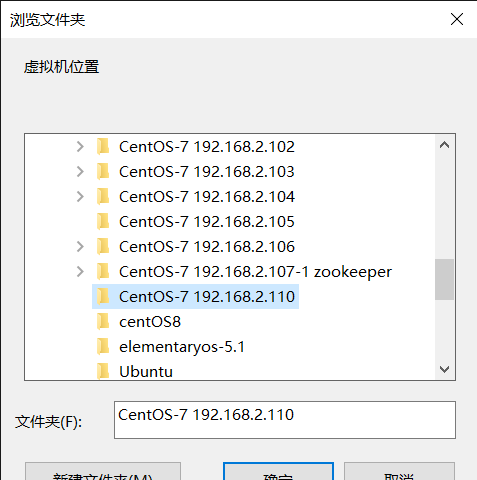 浏览文件夹
虚拟机位置
CentOS-7 192.168.2.102
CentOS-7 192.168.2.103
CentOS-7 192.168.2.104
CentOS-7 192.168.2.105
CentOS-7 192.168.2.106
CentOS-7 192.168.2.107-1 zookeeper
CentOS-7 192.168.2.110
centOS8
elementaryos-5.1
Ubuntu
文件夹(F): CentOS-7 192.168.2.110
新建文件夹(M) 确定 取消